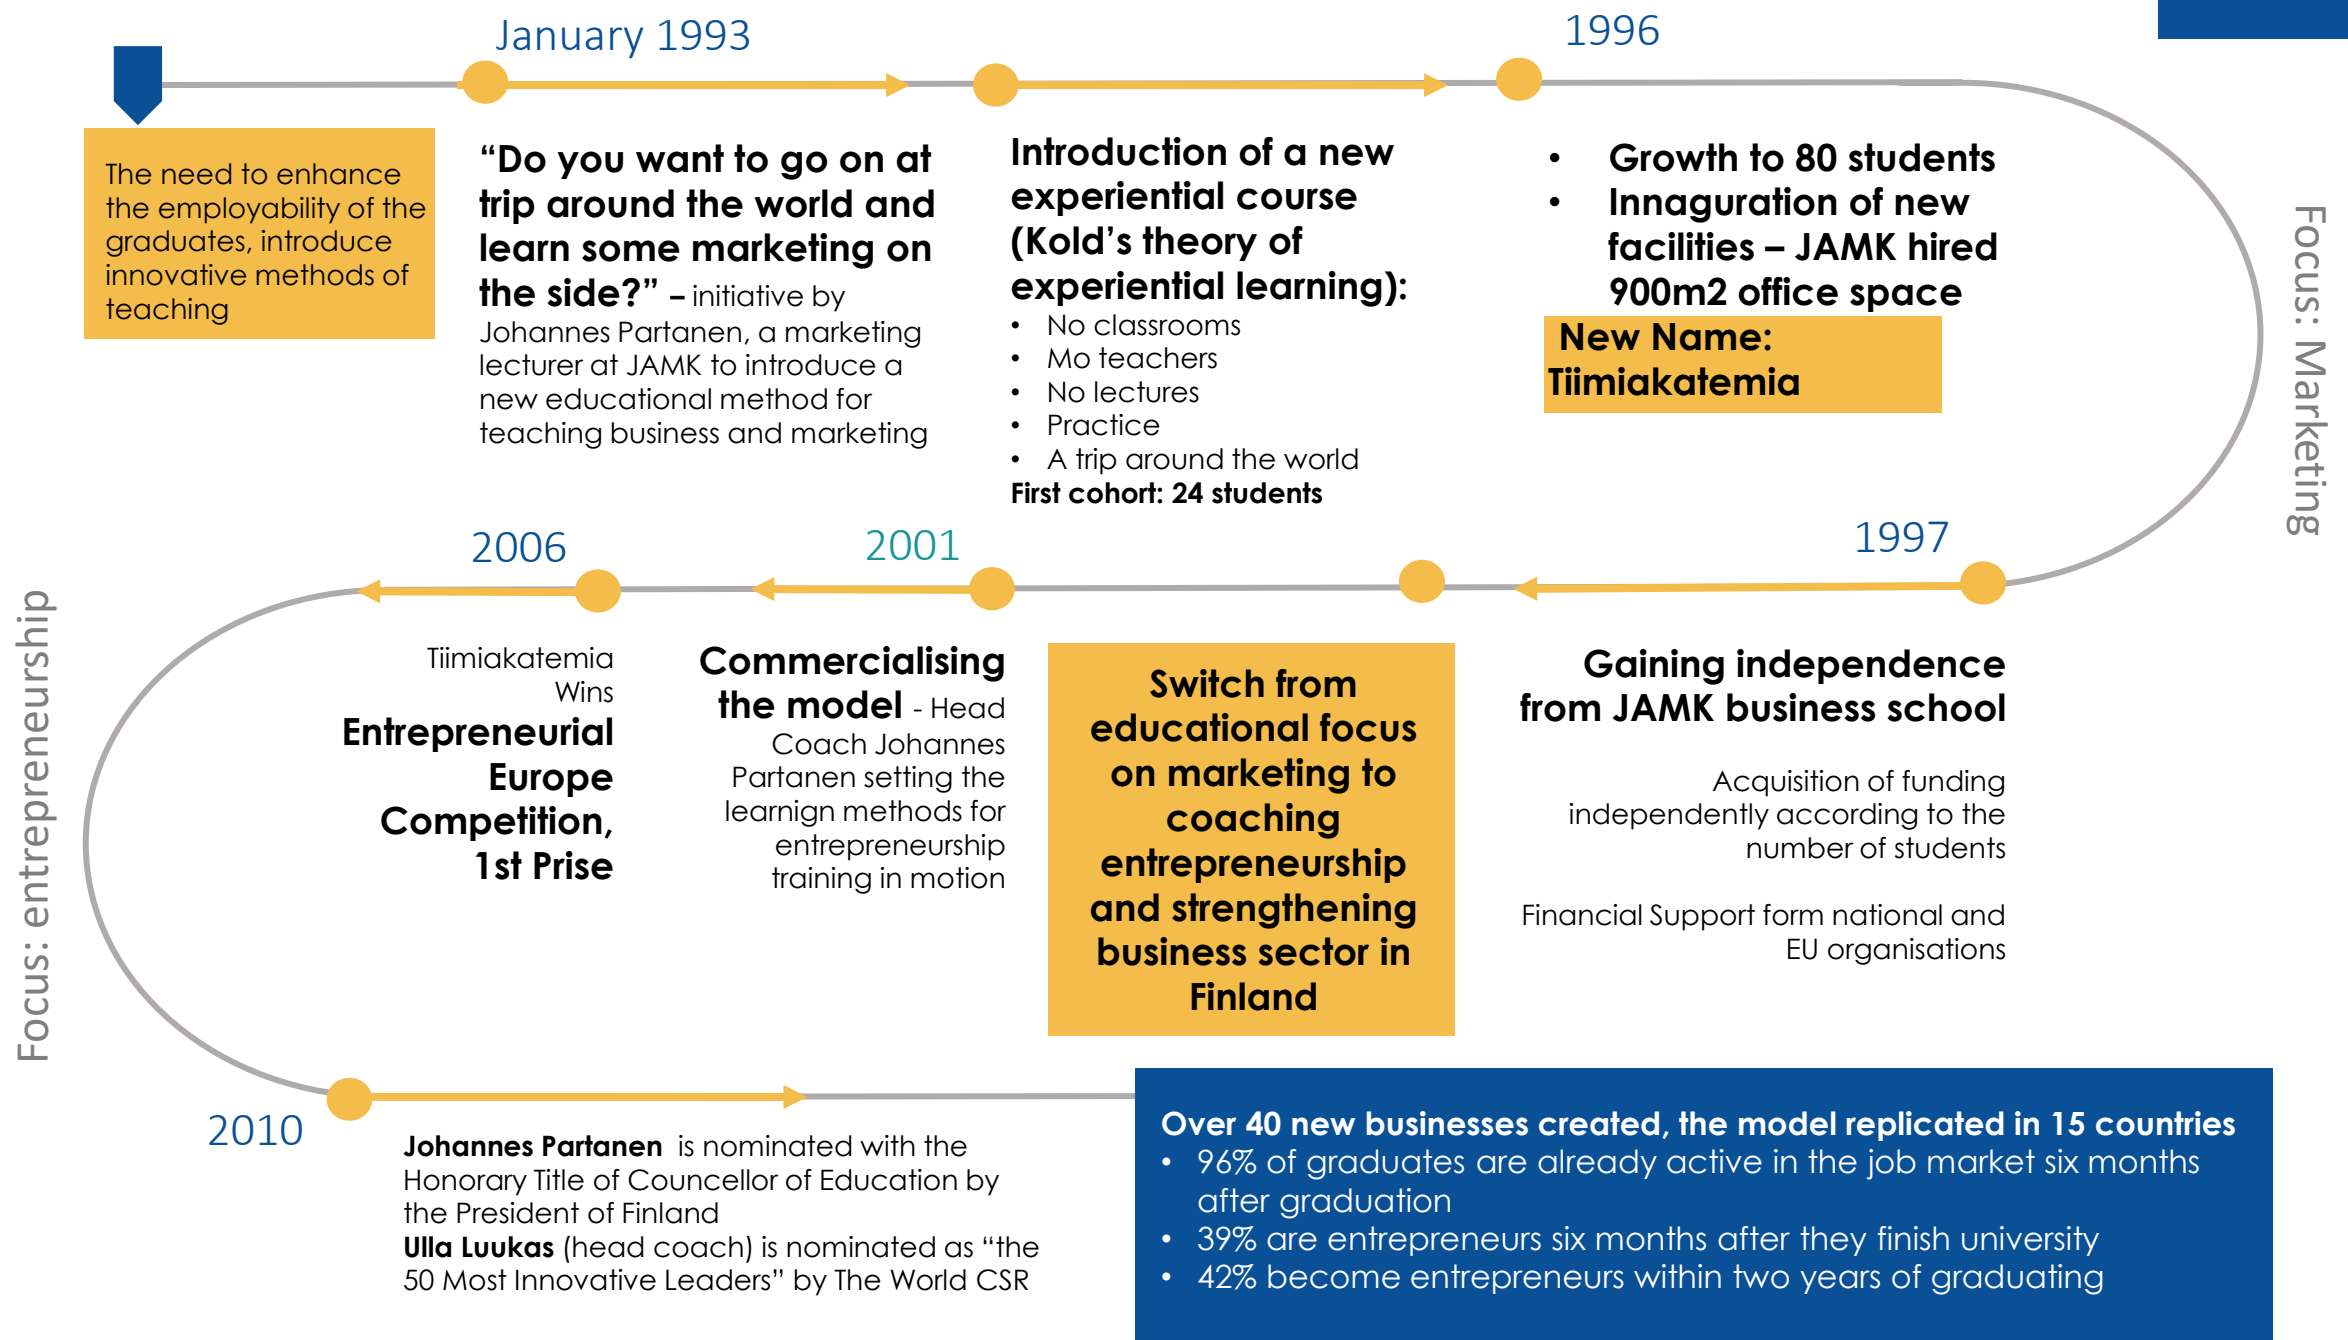 January 1993
1996
The need to enhance
the employability of the
graduates, introduce
innovative methods of
teaching
“Do you want to go on at
trip around the world and
learn some marketing on
the side?” – initiative by
Johannes Partanen, a marketing
lecturer at JAMK to introduce a
new educational method for
teaching business and marketing
Introduction of a new
experiential course
(Kold’s theory of
experiential learning):
• No classrooms
• Mo teachers
• No lectures
• Practice
• A trip around the world
First cohort: 24 students
• Growth to 80 students
• Innaguration of new
facilities – JAMK hired
900m2 office space
New Name:
Tiimiakatemia
Focus: Marketing
1997
Gaining independence
from JAMK business school
Acquisition of funding
independently according to the
number of students
Financial Support form national and
EU organisations
Switch from
educational focus
on marketing to
coaching
entrepreneurship
and strengthening
business sector in
Finland
2001
Commercialising
the model - Head
Coach Johannes
Partanen setting the
learnign methods for
entrepreneurship
training in motion
2006
Tiimiakatemia
Wins
Entrepreneurial
Europe
Competition,
1st Prise
Focus: entrepreneurship
2010
Johannes Partanen is nominated with the
Honorary Title of Councellor of Education by
the President of Finland
Ulla Luukas (head coach) is nominated as “the
50 Most Innovative Leaders” by The World CSR
Over 40 new businesses created, the model replicated in 15 countries
• 96% of graduates are already active in the job market six months
after graduation
• 39% are entrepreneurs six months after they finish university
• 42% become entrepreneurs within two years of graduating